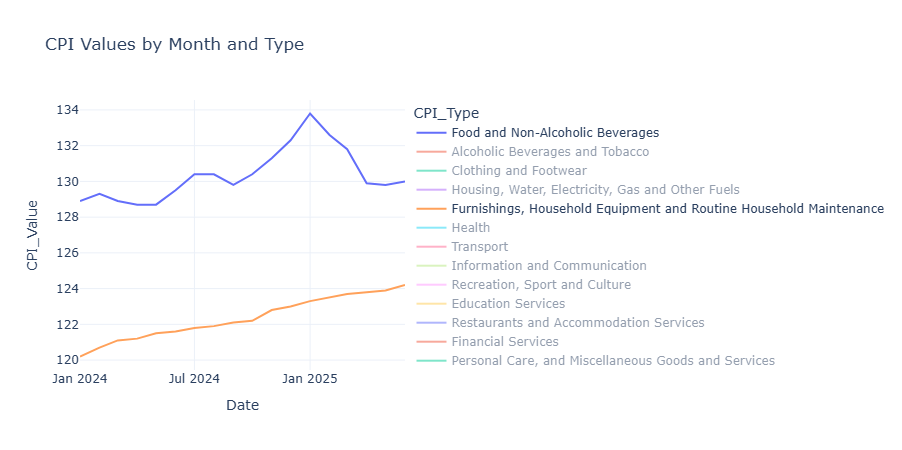 CPI Values by Month and Type
134
132
130
128
126
124
122
120
CPI_Value
Jan 2024
Jul 2024
Jan 2025
Date
CPI_Type
Food and Non-Alcoholic Beverages
Alcoholic Beverages and Tobacco
Clothing and Footwear
Housing, Water, Electricity, Gas and Other Fuels
Furnishings, Household Equipment and Routine Household Maintenance
Health
Transport
Information and Communication
Recreation, Sport and Culture
Education Services
Restaurants and Accommodation Services
Financial Services
Personal Care, and Miscellaneous Goods and Services